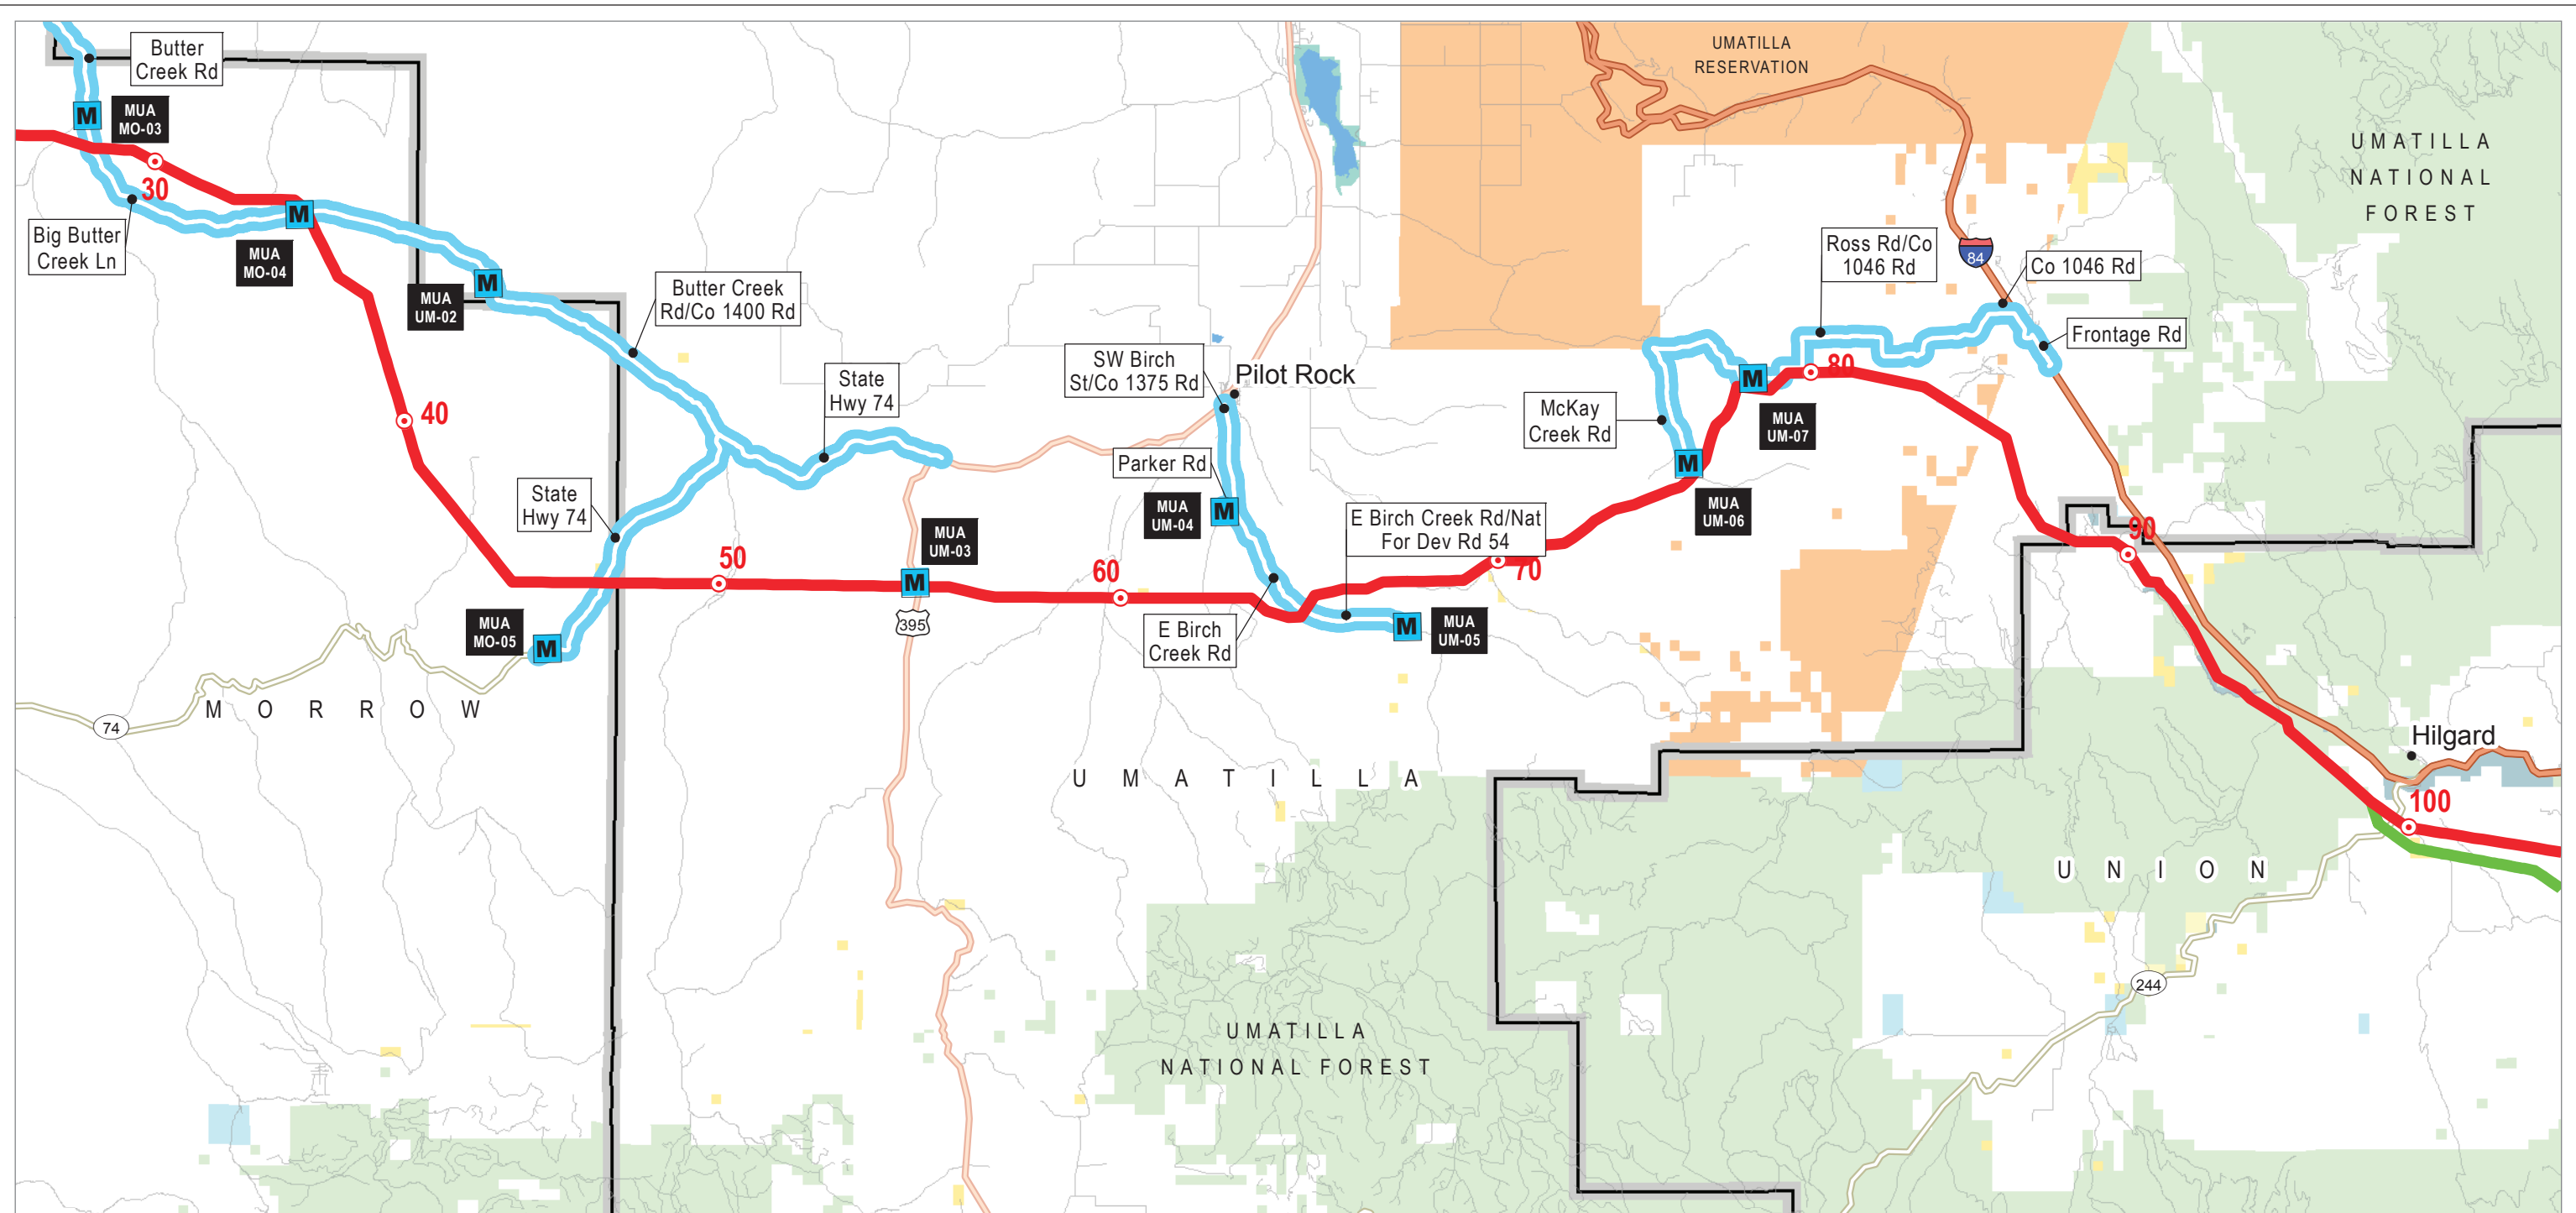 Butter
Creek Rd
M
MUA
MO-03
30
Big Butter
Creek Ln
M
MUA
MO-04
M
MUA
UM-02
Butter Creek
Rd/Co 1400 Rd
40
State
Hwy 74
State
Hwy 74
M
MUA
MO-05
74
MORROW
50
MUA
UM-03
M
395
60
SW Birch
St/Co 1375 Rd
Pilot Rock
Parker Rd
MUA
UM-04
M
E Birch
Creek Rd
E Birch Creek Rd/Nat
For Dev Rd 54
M
MUA
UM-05
70
McKay
Creek Rd
M
MUA
UM-06
M
MUA
UM-07
80
Ross Rd/Co
1046 Rd
84
Co 1046 Rd
Frontage Rd
UMATILLA
RESERVATION
UMATILLA
NATIONAL
FOREST
90
Hilgard
100
UMATILLA
UNION
244
UMATILLA
NATIONAL FOREST